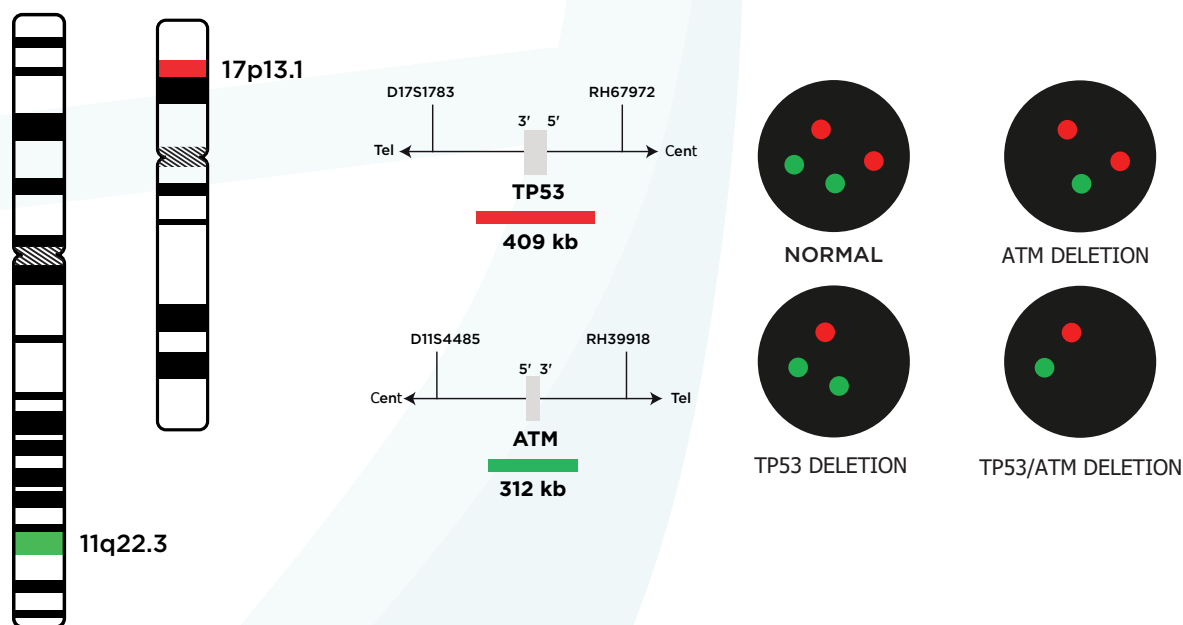 17p13.1
11q22.3
D17S1783 RH67972
3' 5'
Tel Cent
TP53
409 kb
D11S4485 RH39918
5' 3'
Cent Tel
ATM
312 kb
NORMAL
ATM DELETION
TP53 DELETION
TP53/ATM DELETION